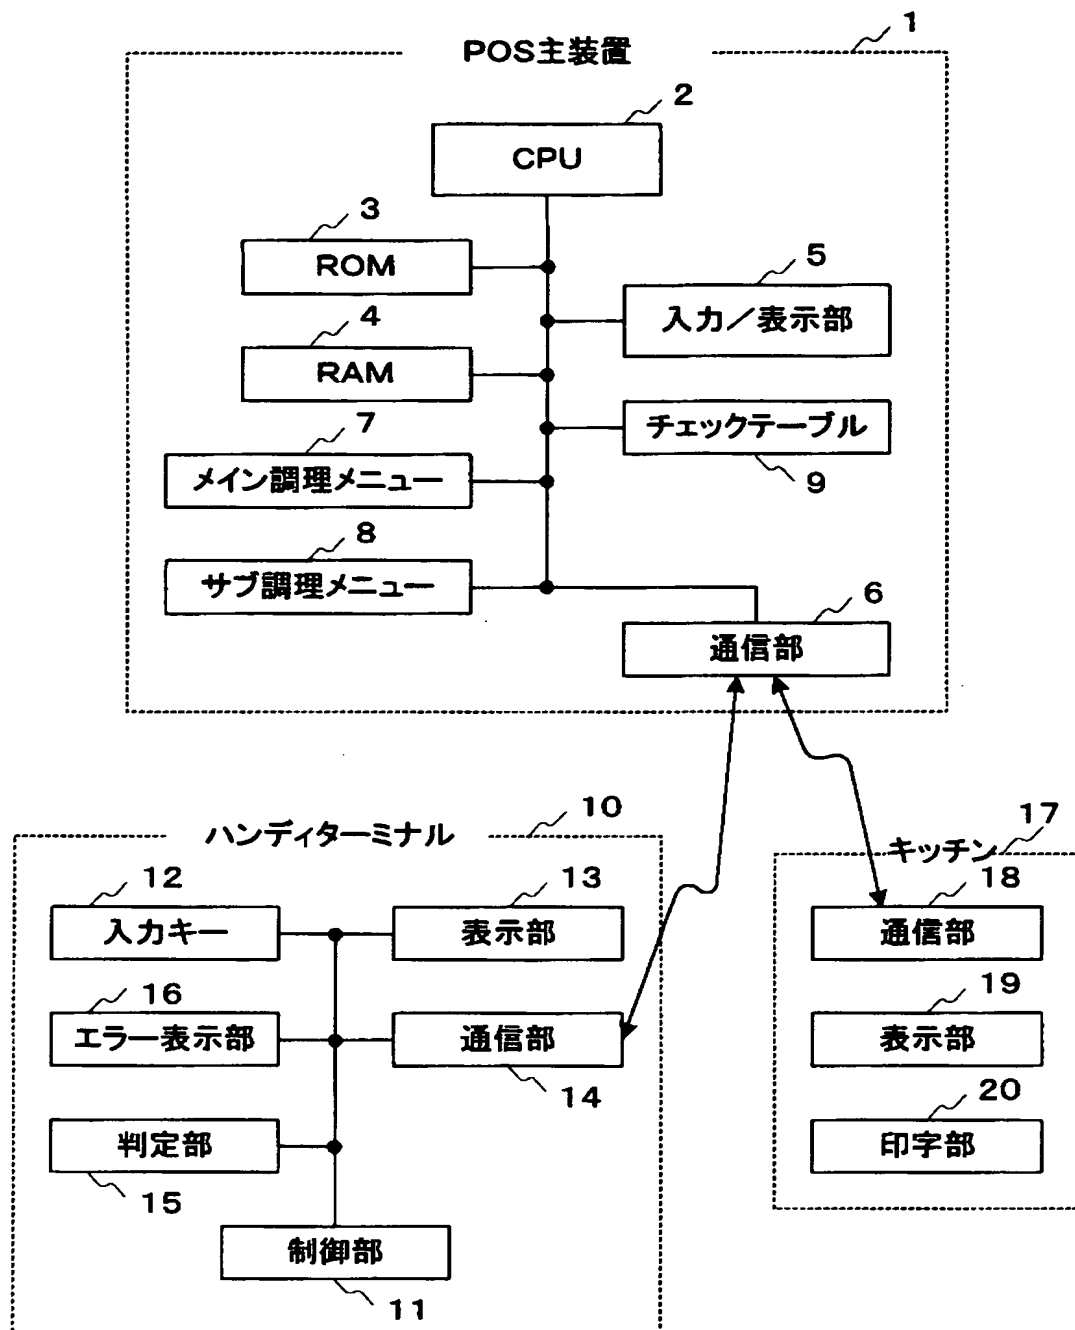 1
POS主装置
2
CPU
3
ROM
5
入力／表示部
4
RAM
チェックテーブル
9
7
メイン調理メニュー
8
サブ調理メニュー
6
通信部
10
ハンディターミナル
12
入力キー
13
表示部
16
エラー表示部
通信部
14
判定部
15
制御部
11
17
キッチン
18
通信部
19
表示部
20
印字部